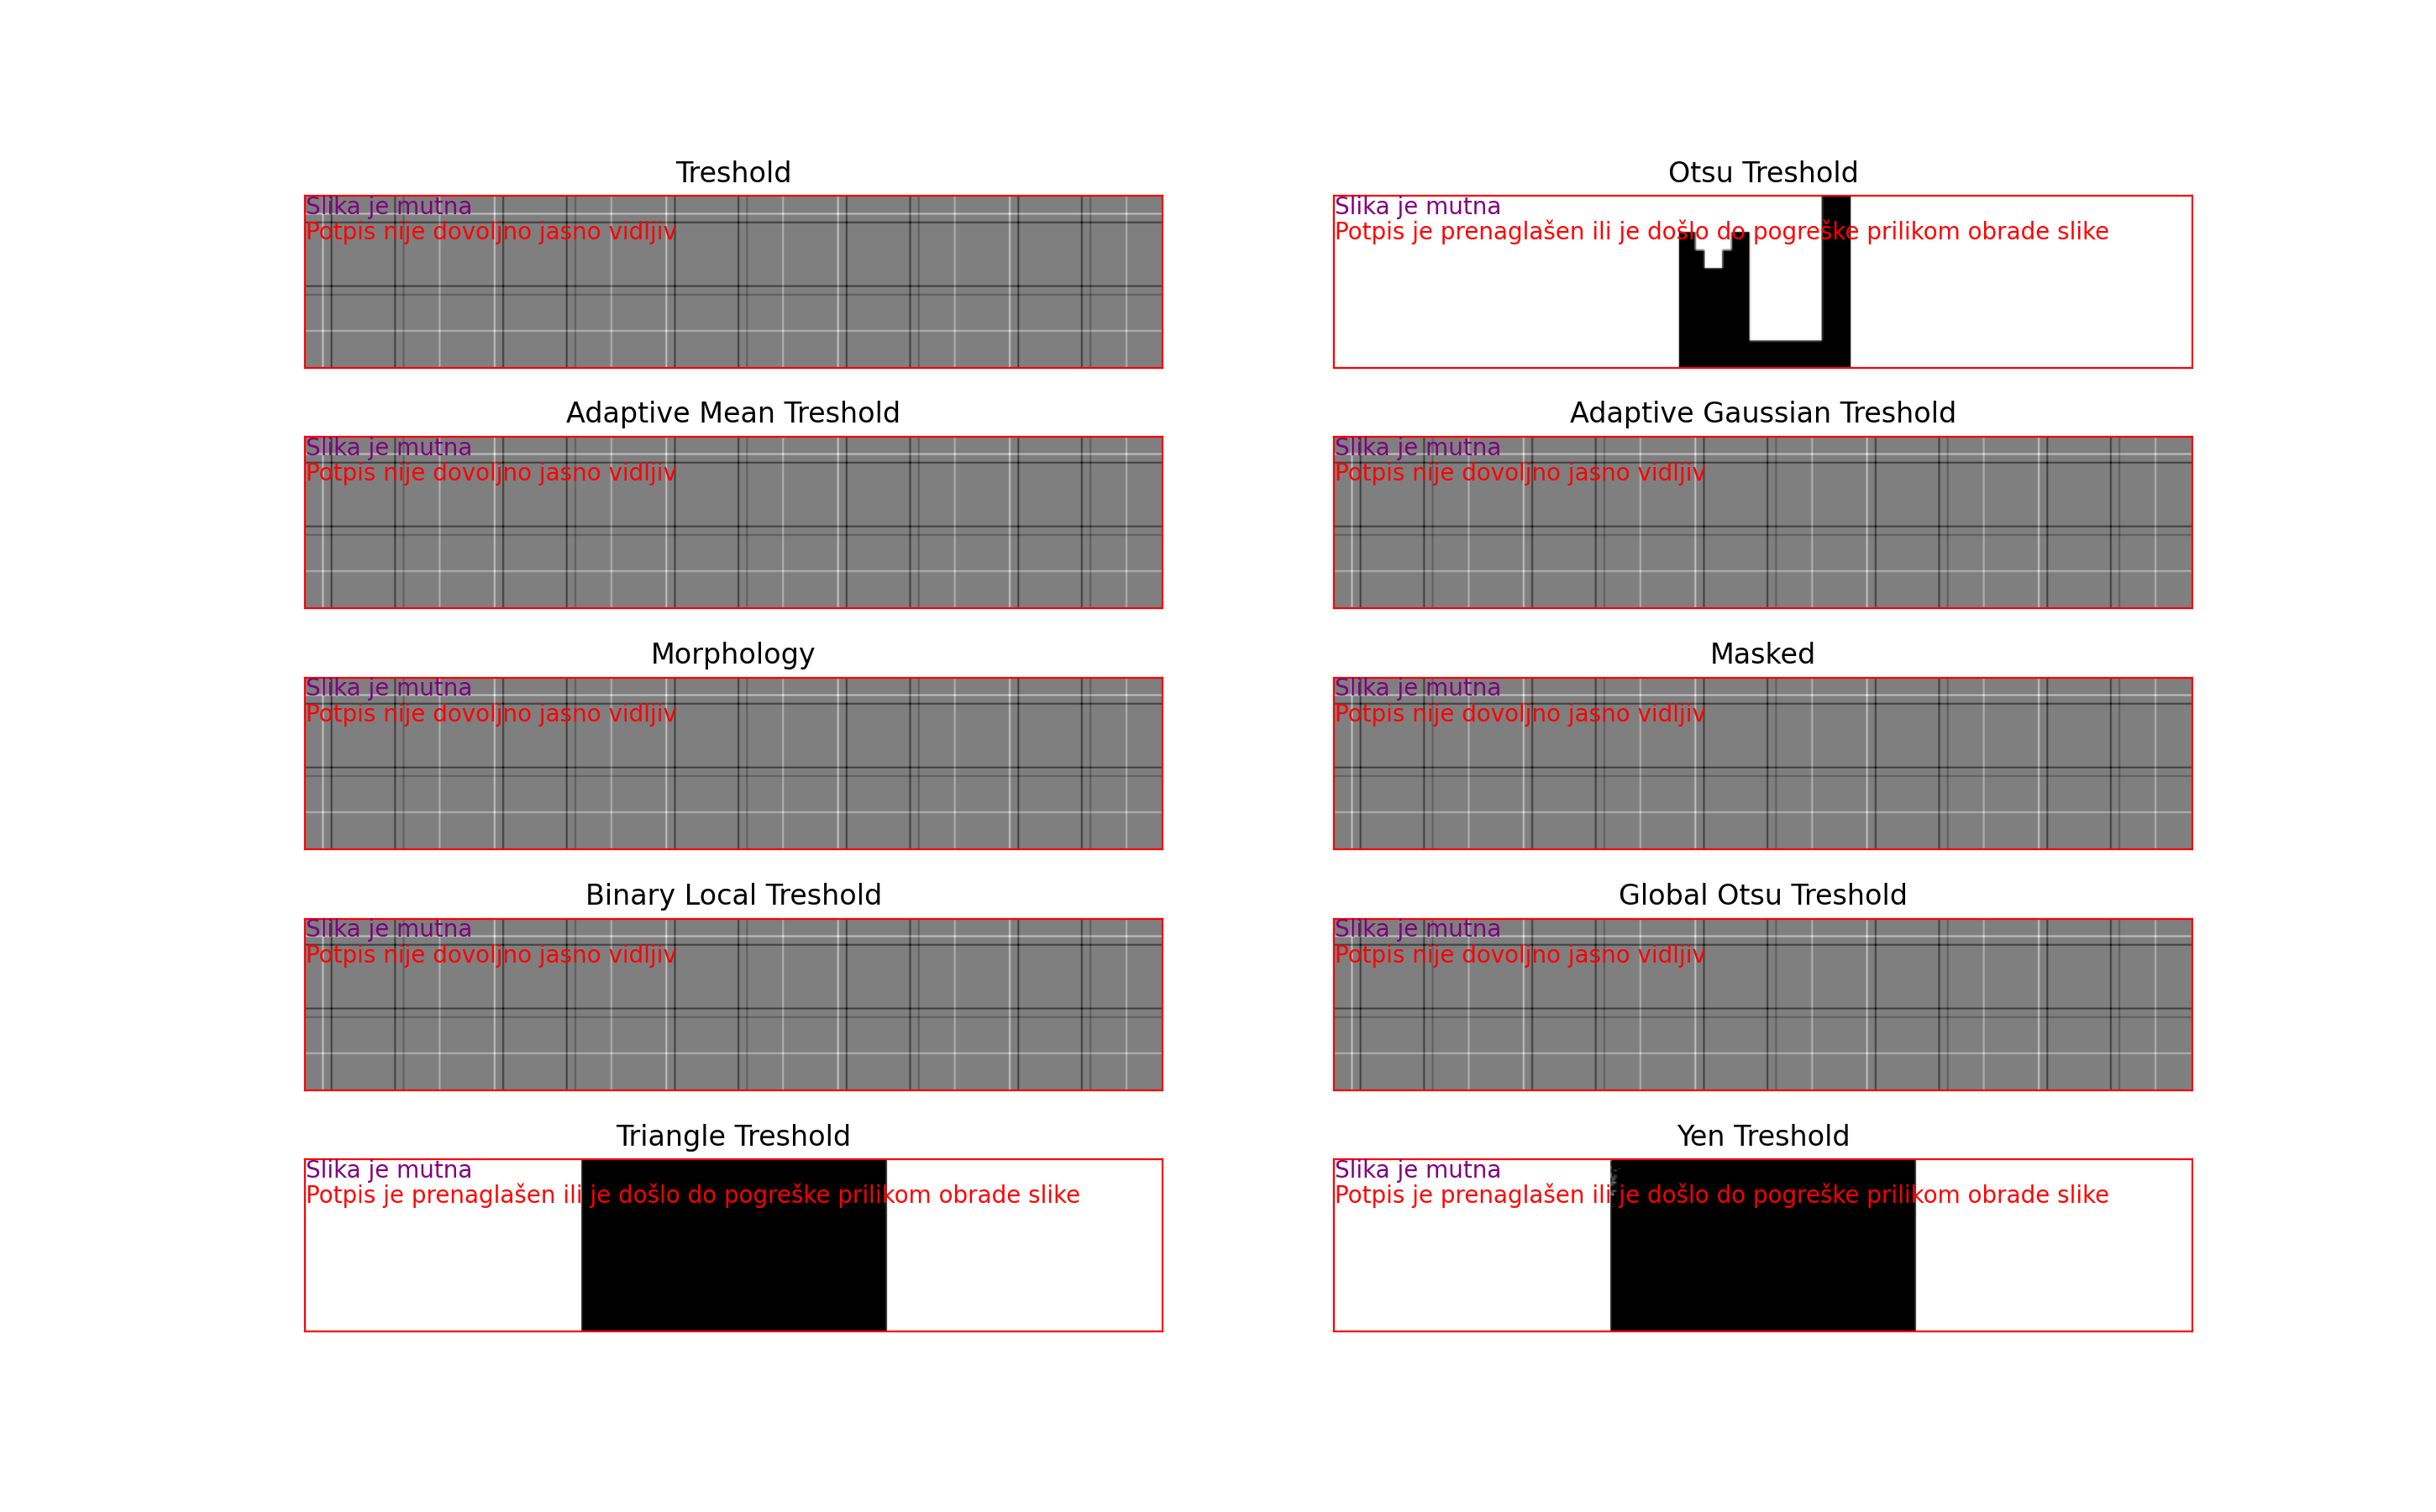 Treshold
Slika je mutna
Potpis nije dovoljno jasno vidljiv
Otsu Treshold
Slika je mutna
Potpis je prenaglašen ili je došlo do pogreške prilikom obrade slike
Adaptive Mean Treshold
Slika je mutna
Potpis nije dovoljno jasno vidljiv
Adaptive Gaussian Treshold
Slika je mutna
Potpis nije dovoljno jasno vidljiv
Morphology
Slika je mutna
Potpis nije dovoljno jasno vidljiv
Masked
Slika je mutna
Potpis nije dovoljno jasno vidljiv
Binary Local Treshold
Slika je mutna
Potpis nije dovoljno jasno vidljiv
Global Otsu Treshold
Slika je mutna
Potpis nije dovoljno jasno vidljiv
Triangle Treshold
Slika je mutna
Potpis je prenaglašen ili je došlo do pogreške prilikom obrade slike
Yen Treshold
Slika je mutna
Potpis je prenaglašen ili je došlo do pogreške prilikom obrade slike